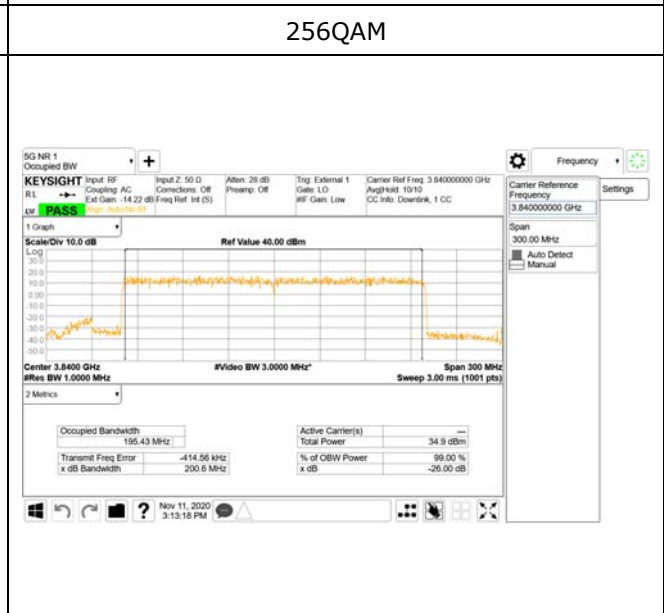 256QAM
5G NR 1
Occupied BW
Frequency
KEYSIGHT
Input: RF
Input Z: 50 Ω
Atten: 28 dB
Trig: External 1
Carrier Ref Freq: 3.840000000 GHz
RL
Coupling: AC
Corrections: Off
Preamp: Off
Gate: LO
Avg|Hold: 10/10
Ext Gain: -14.22 dB
Freq Ref: Int (S)
#IF Gain: Low
CC Info: Downlink, 1 CC
PASS
Align: Auto/No RF
Carrier Reference
Frequency
3.840000000 GHz
Settings
Span
300.00 MHz
Auto Detect
Manual
1 Graph
Scale/Div 10.0 dB
Ref Value 40.00 dBm
Log
30.0
20.0
10.0
0.00
-10.0
-20.0
-30.0
-40.0
-50.0
Center 3.8400 GHz
#Video BW 3.0000 MHz*
Span 300 MHz
#Res BW 1.0000 MHz
Sweep 3.00 ms (1001 pts)
2 Metrics
Occupied Bandwidth
195.43 MHz
Active Carrier(s)
---
Total Power
34.9 dBm
Transmit Freq Error
-414.56 kHz
% of OBW Power
99.00 %
x dB Bandwidth
200.6 MHz
x dB
-26.00 dB
?
Nov 11, 2020
3:13:18 PM